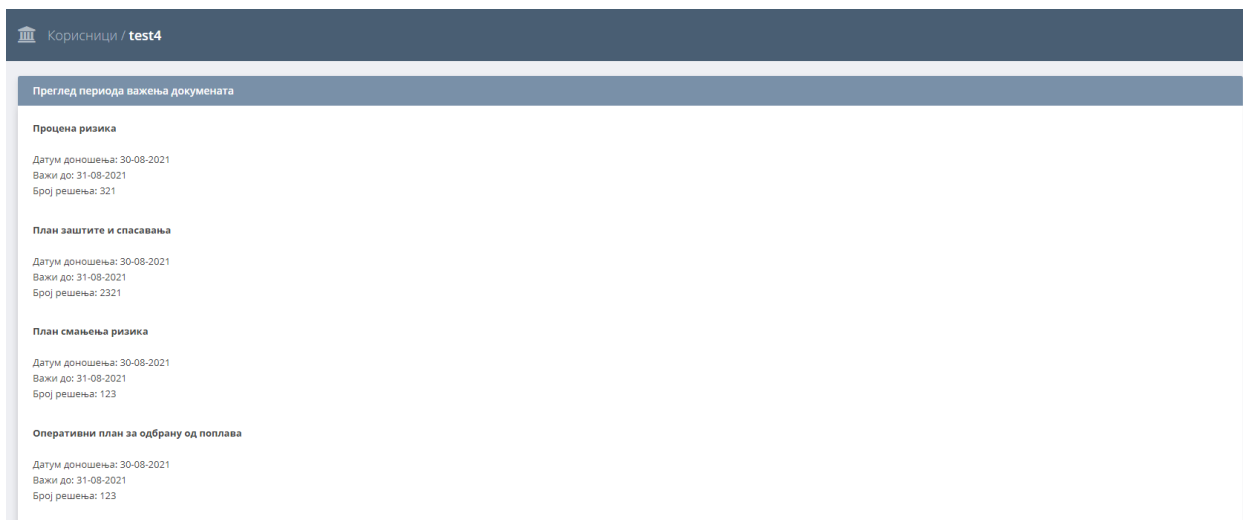 Корисници / test4
Преглед периода важења докумената
Процена ризика
Датум доношења: 30-08-2021
Важи до: 31-08-2021
Број решења: 321
План заштите и спасавања
Датум доношења: 30-08-2021
Важи до: 31-08-2021
Број решења: 2321
План смањења ризика
Датум доношења: 30-08-2021
Важи до: 31-08-2021
Број решења: 123
Оперативни план за одбрану од поплава
Датум доношења: 30-08-2021
Важи до: 31-08-2021
Број решења: 123